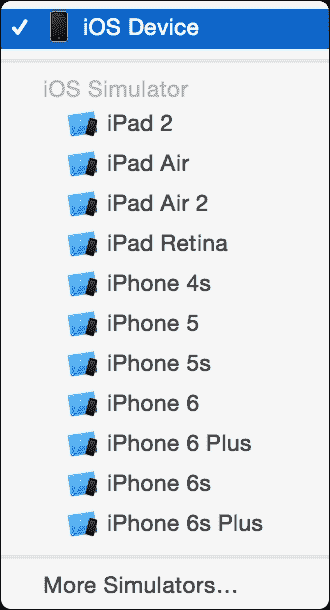 iOS Device
iOS Simulator
iPad 2
iPad Air
iPad Air 2
iPad Retina
iPhone 4s
iPhone 5
iPhone 5s
iPhone 6
iPhone 6 Plus
iPhone 6s
iPhone 6s Plus
More Simulators...